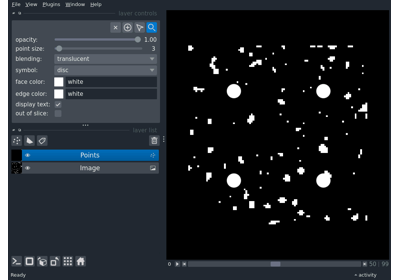 File View Plugins Window Help
layer controls
opacity: 1.00
point size: 3
blending: translucent
symbol: disc
face color: white
edge color: white
display text:
out of slice:
layer list
Points
Image
50 99
Ready activity